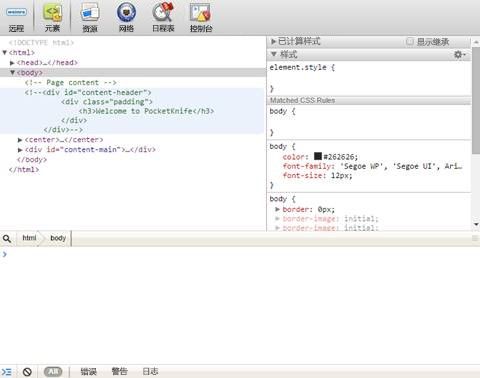 weinre
远程 元素 资源 网络 日程表 控制台
<!DOCTYPE html>
<html>
▶<head>…</head>
▼<body>
<!-- Page content -->
<!--<div id="content-header">
<div class="padding">
<h3>Welcome to PocketKnife</h3>
</div>
</div>-->
▶<center>…</center>
▶<div id="content-main">…</div>
</body>
</html>
▶已计算样式 显示继承
▼样式
element.style {
}
Matched CSS Rules
body {
}
body {
color: #262626;
font-family: 'Segoe WP', 'Segoe UI', Ari…
font-size: 12px;
}
body {
▶border: 0px;
▶border-image: initial;
▶border-image: initial;
html body
>
All 错误 警告 日志